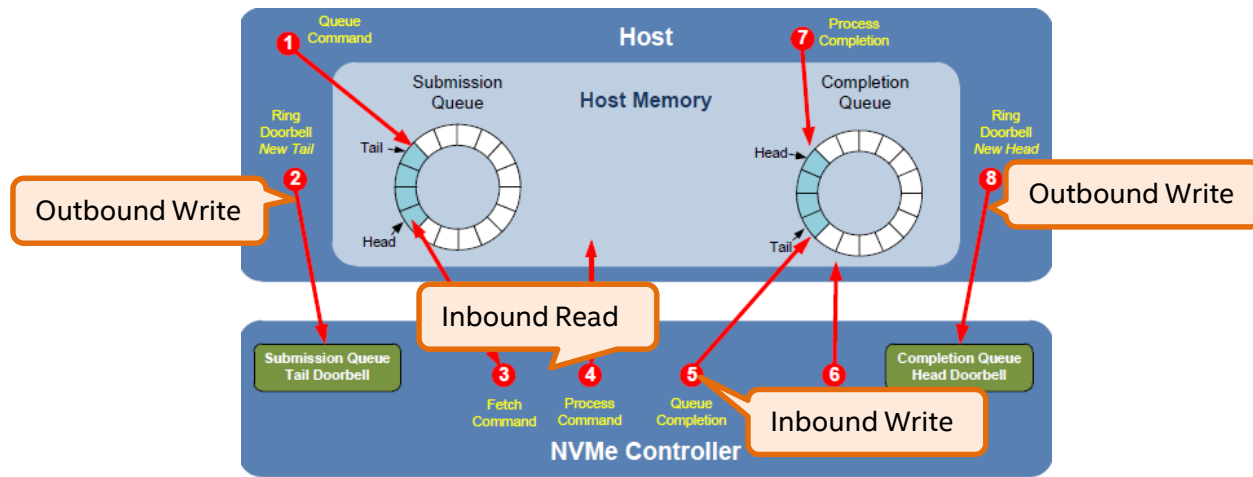 Queue
Command
1
Host
7
Process
Completion
Submission
Queue
Host Memory
Completion
Queue
Ring
Doorbell
New Tail
2
Tail
Head
Head
Tail
Ring
Doorbell
New Head
8
Outbound Write
Outbound Write
Inbound Read
Submission Queue
Tail Doorbell
3
Fetch
Command
4
Process
Command
5
Queue
Completion
6
Inbound Write
Completion Queue
Head Doorbell
NVMe Controller